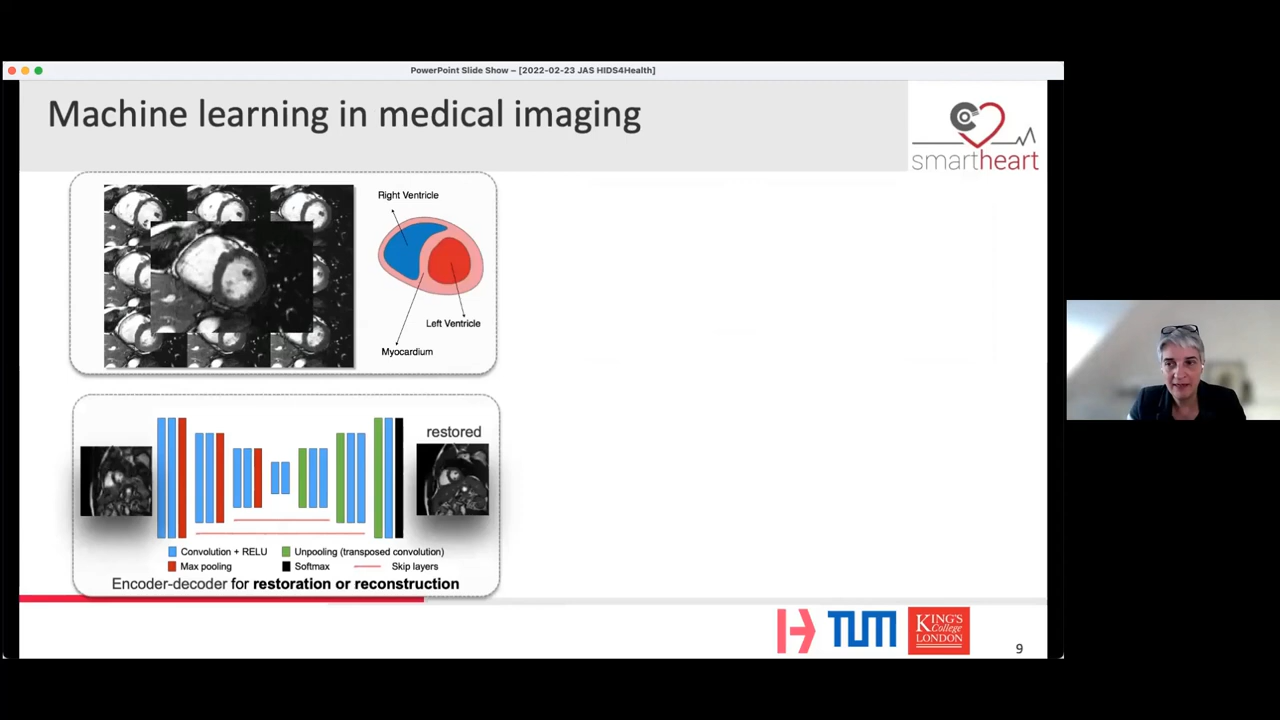 PowerPoint Slide Show – [2022-02-23 JAS HIDS4Health]
Machine learning in medical imaging
smartheart
Right Ventricle
Left Ventricle
Myocardium
restored
Convolution + RELU
Unpooling (transposed convolution)
Max pooling
Softmax
Skip layers
Encoder-decoder for restoration or reconstruction
TUM
KING'S
College
LONDON
9